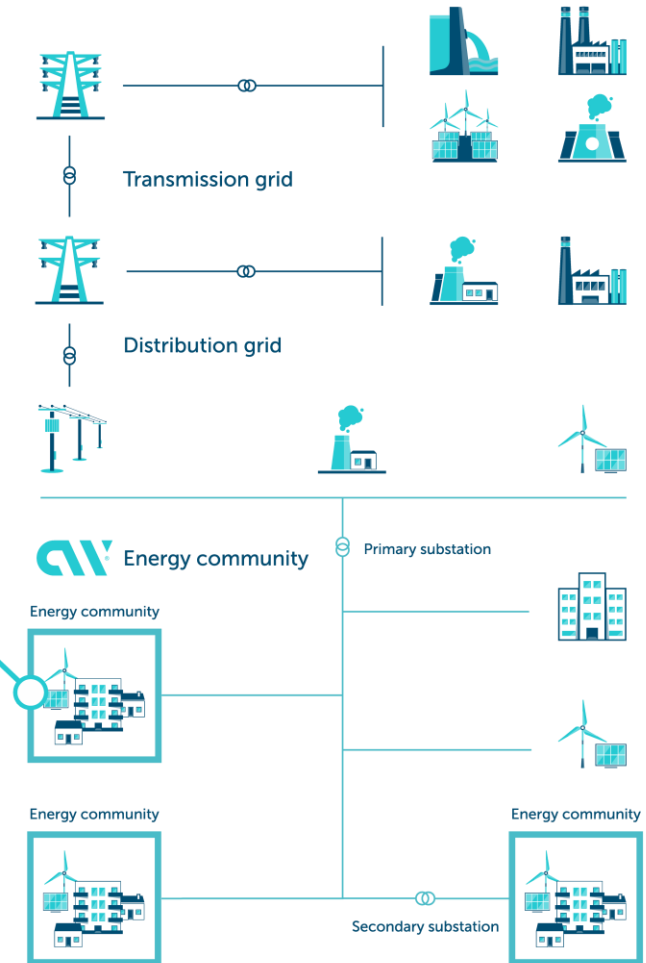 Transmission grid
Distribution grid
Energy community
Primary substation
Energy community
Energy community
Energy community
Secondary substation